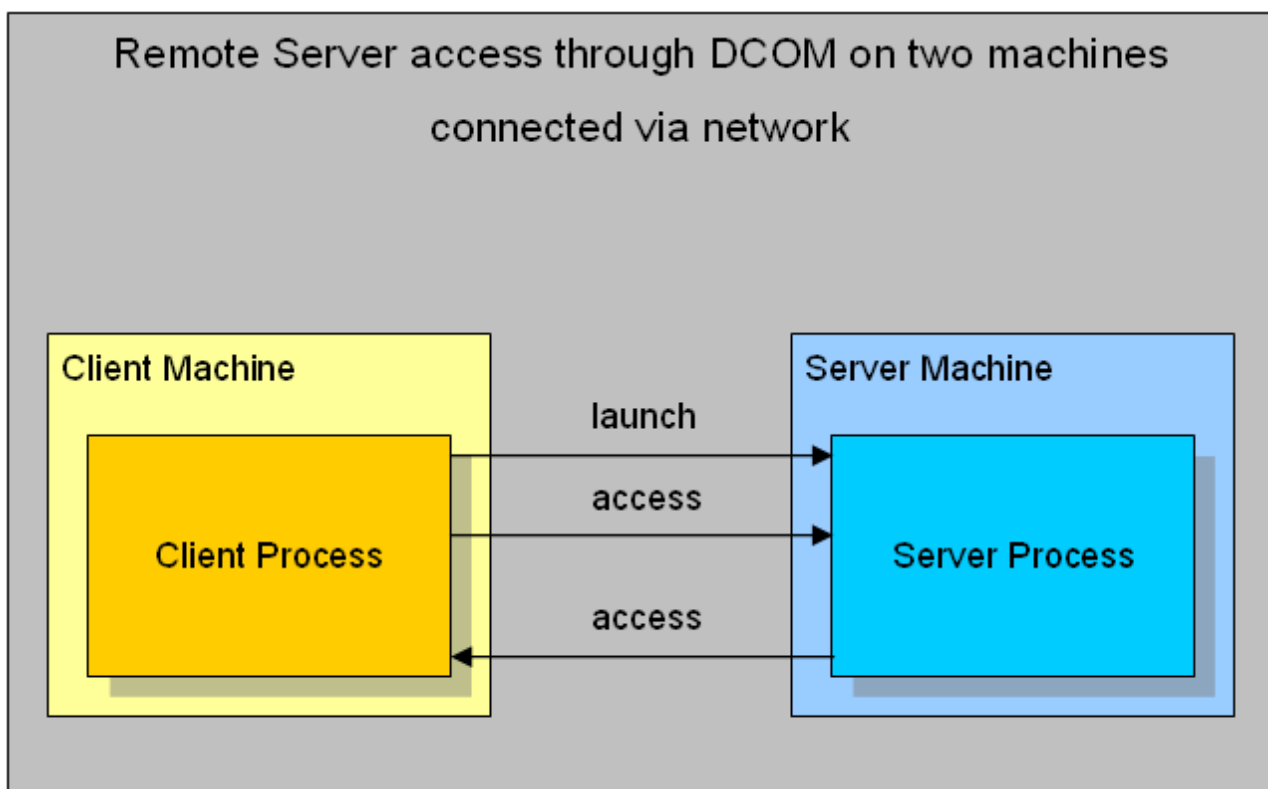 Remote Server access through DCOM on two machines
connected via network
Client Machine
Server Machine
launch
access
Client Process
Server Process
access